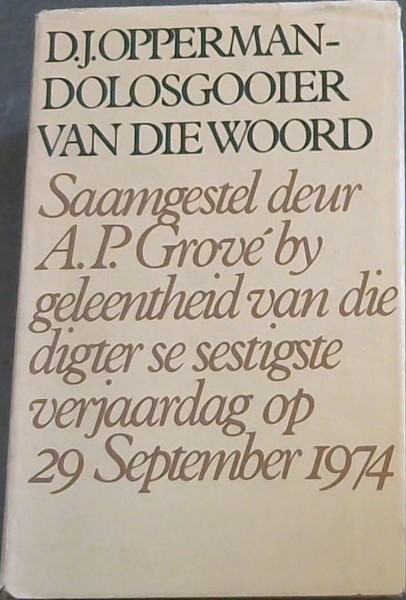 D.J.OPPERMAN-
DOLOSGOOIER
VAN DIE WOORD
Saamgestel deur
A.P. Grové by
geleentheid van die
digter se sestigste
verjaardag op
29 September 1974